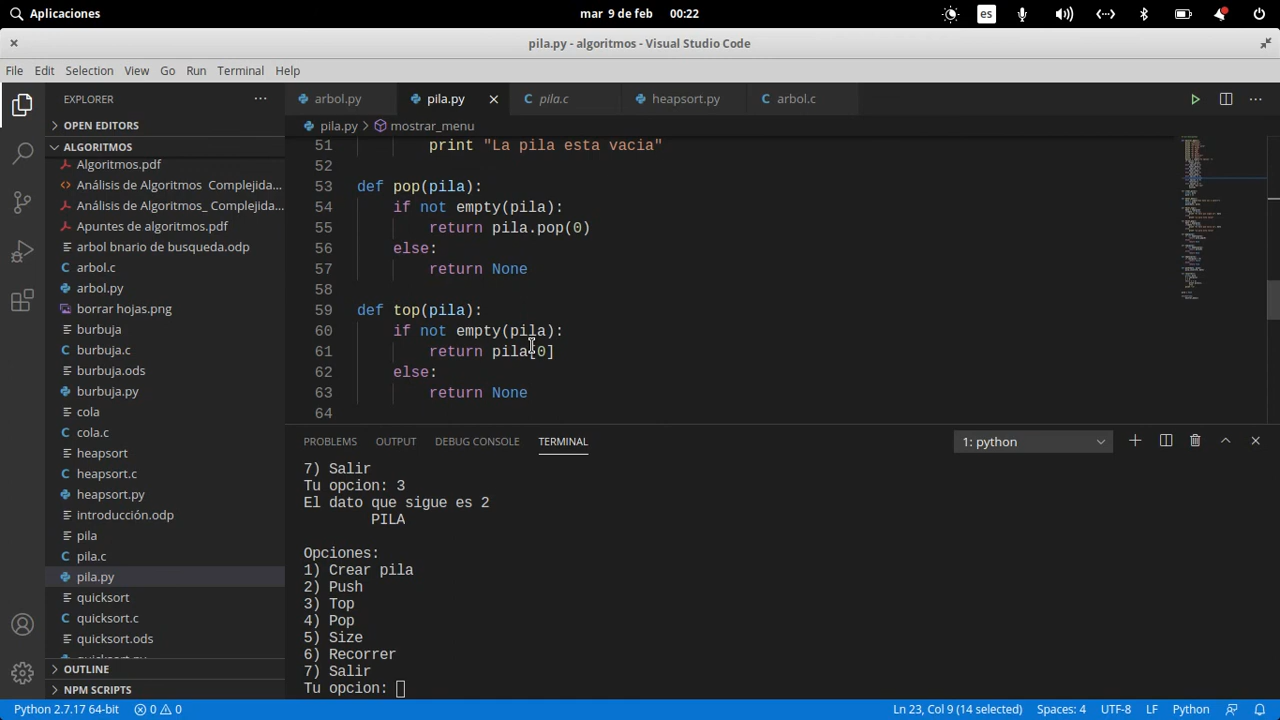 Aplicaciones mar 9 de feb 00:22 es
pila.py - algoritmos - Visual Studio Code
File Edit Selection View Go Run Terminal Help
EXPLORER arbol.py pila.py pila.c heapsort.py arbol.c
OPEN EDITORS pila.py > mostrar_menu
ALGORITMOS
Algoritmos.pdf
Análisis de Algoritmos Complejida...
Análisis de Algoritmos_ Complejida...
Apuntes de algoritmos.pdf
arbol bnario de busqueda.odp
arbol.c
arbol.py
borrar hojas.png
burbuja
burbuja.c
burbuja.ods
burbuja.py
cola
cola.c
heapsort
heapsort.c
heapsort.py
introducción.odp
pila
pila.c
pila.py
quicksort
quicksort.c
quicksort.ods
quicksort.py
OUTLINE
NPM SCRIPTS
51 print "La pila esta vacia"
52
53 def pop(pila):
54 if not empty(pila):
55 return pila.pop(0)
56 else:
57 return None
58
59 def top(pila):
60 if not empty(pila):
61 return pila[0]
62 else:
63 return None
64
PROBLEMS OUTPUT DEBUG CONSOLE TERMINAL 1: python
7) Salir
Tu opcion: 3
El dato que sigue es 2
PILA
Opciones:
1) Crear pila
2) Push
3) Top
4) Pop
5) Size
6) Recorrer
7) Salir
Tu opcion:
Python 2.7.17 64-bit 0 0 Ln 23, Col 9 (14 selected) Spaces: 4 UTF-8 LF Python